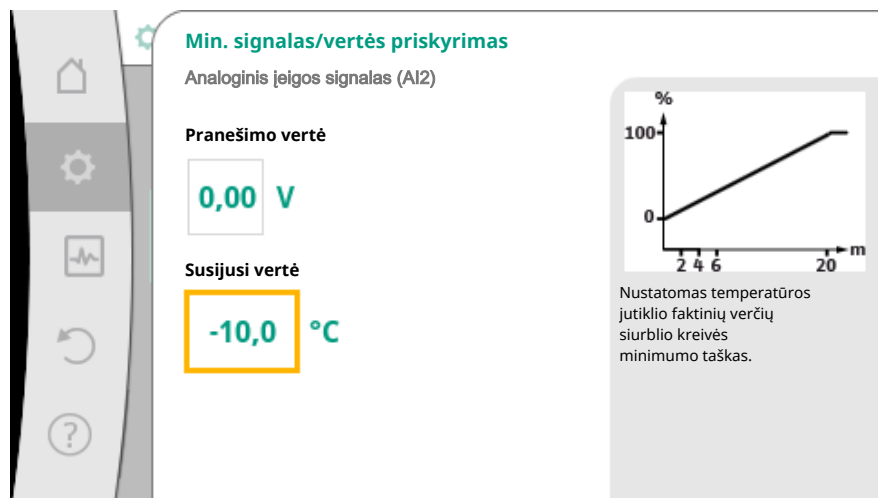 Min. signalas/vertės priskyrimas
Analoginis įeigos signalas (AI2)
Pranešimo vertė
0,00 V
Susijusi vertė
-10,0 °C
%
100
0
2 4 6 20 m
Nustatomas temperatūros
jutiklio faktinių verčių
siurblio kreivės
minimumo taškas.
?